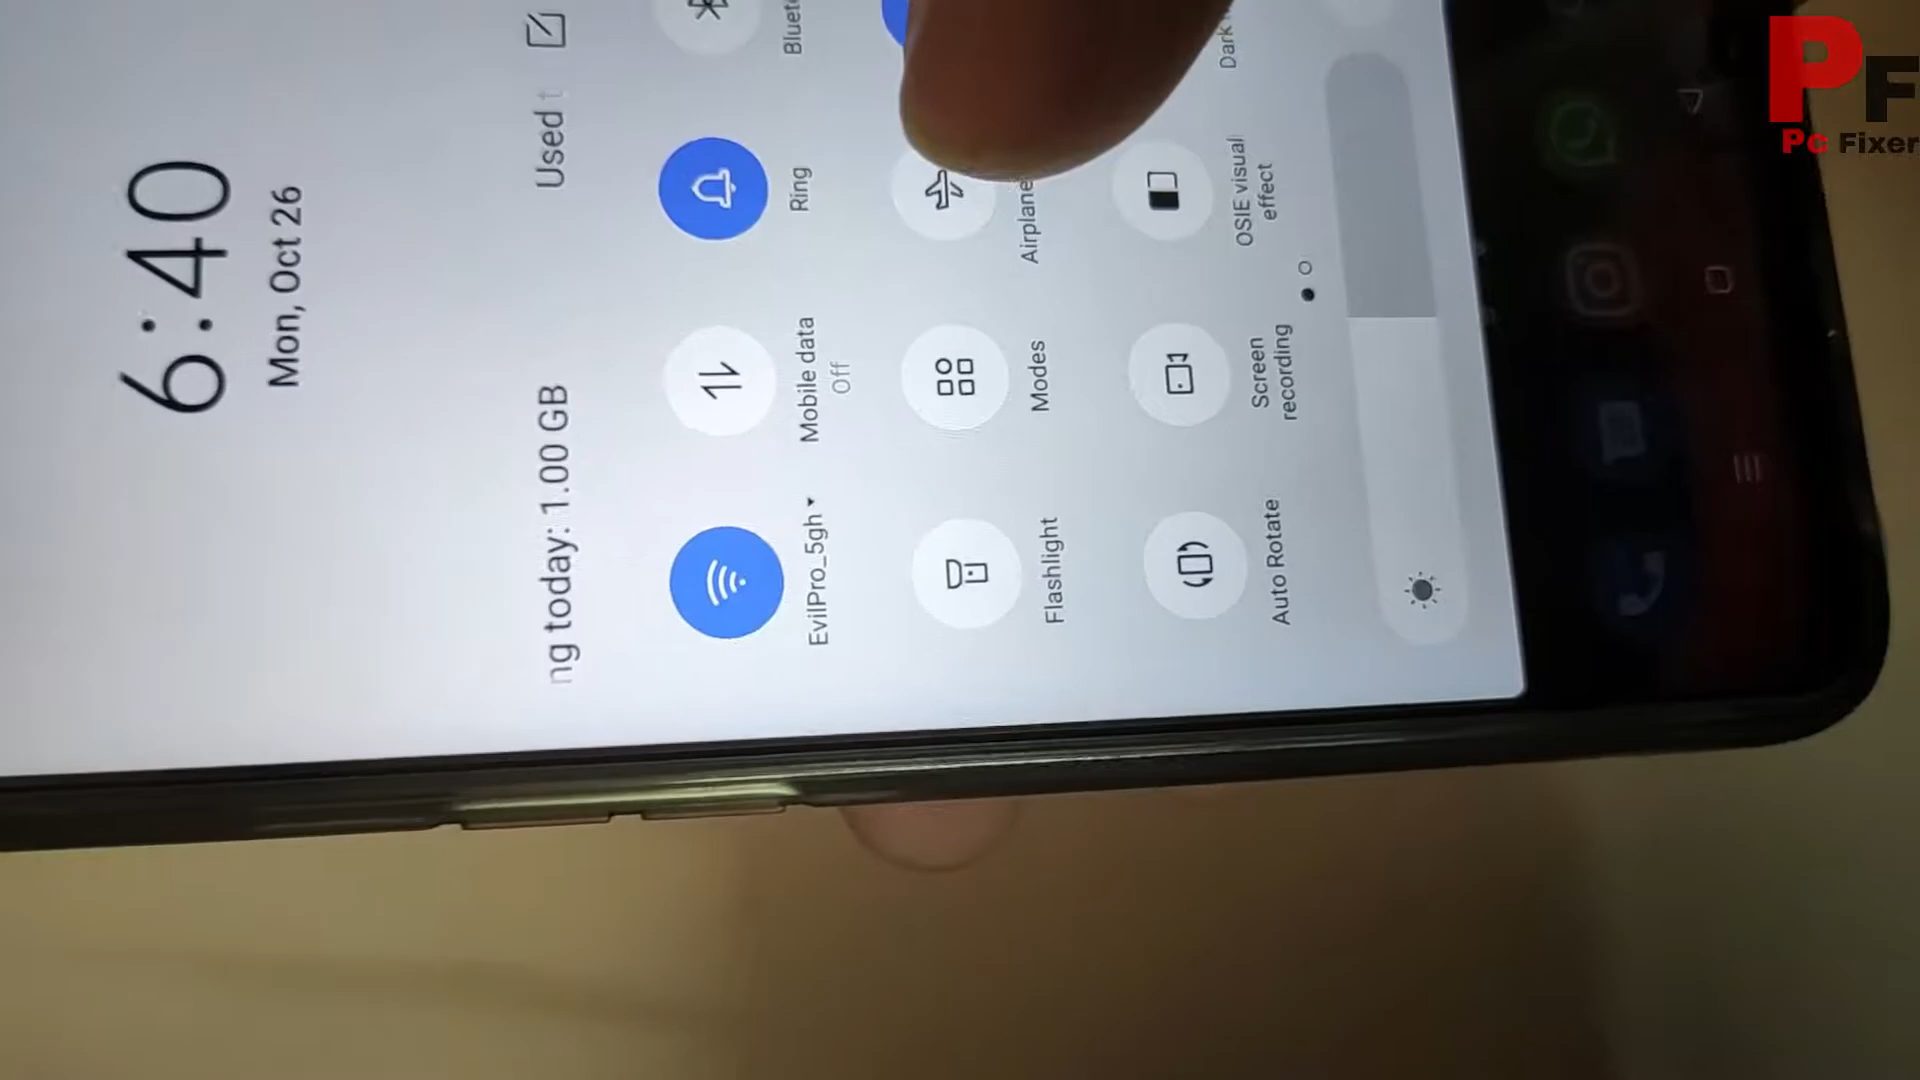 6:40
Mon, Oct 26
ng today: 1.00 GB
Used t
EvilPro_5gh
Mobile data
Off
Ring
Bluet
Flashlight
Modes
Airplane
Auto Rotate
Screen
recording
OSIE visual
effect
Dark
PF
Pc Fixer